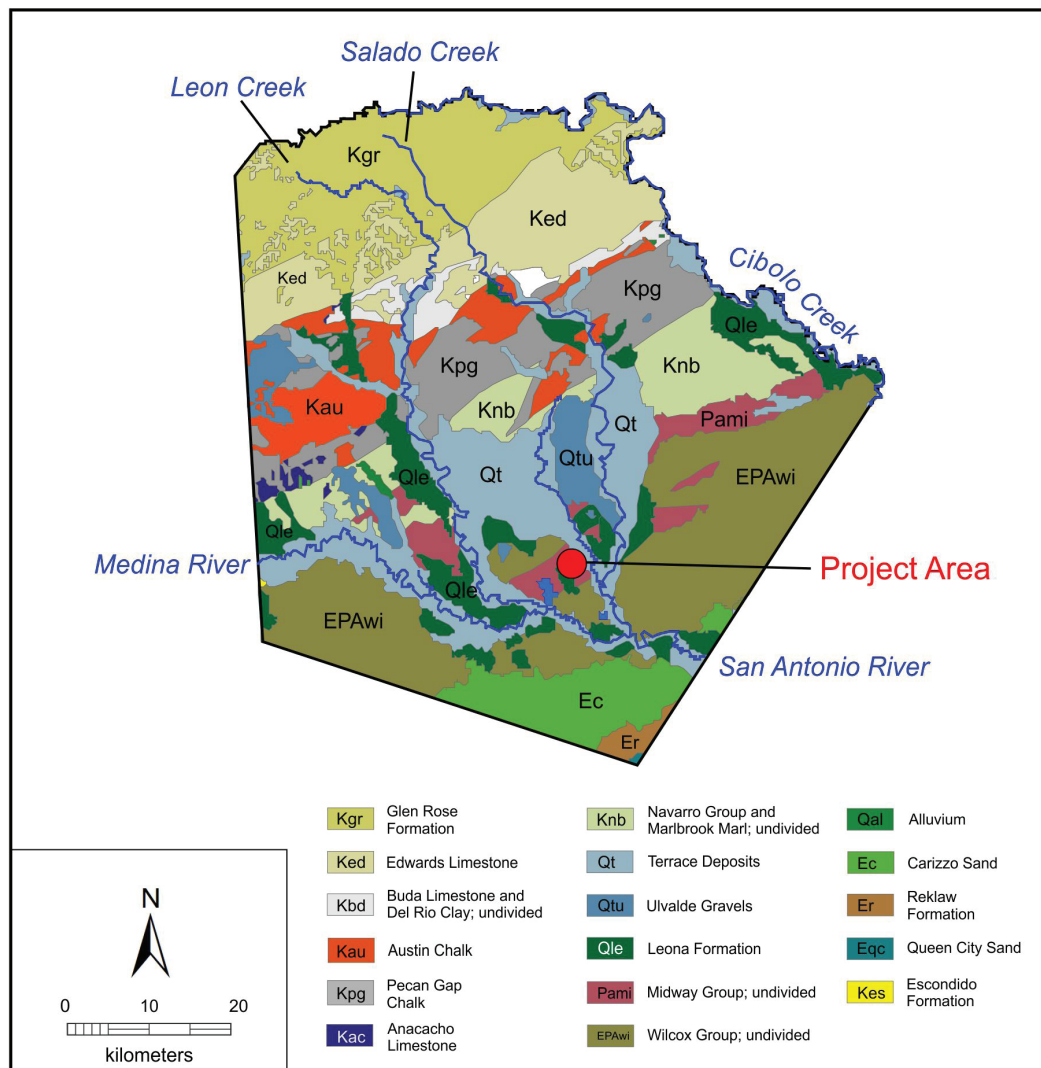 Salado Creek
Leon Creek
Kgr
Ked
Ked
Cibolo Creek
Kpg
Qle
Kpg
Knb
Kau
Knb
Pami
Qt
Qtu
Qt
EPAwi
Qle
Qle
Medina River
Project Area
Qle
EPAwi
San Antonio River
Ec
Er
Kgr Glen Rose
Formation
Ked Edwards Limestone
Kbd Buda Limestone and
Del Rio Clay; undivided
Kau Austin Chalk
Kpg Pecan Gap
Chalk
Kac Anacacho
Limestone
Knb Navarro Group and
Marlbrook Marl; undivided
Qt Terrace Deposits
Qtu Ulvalde Gravels
Qle Leona Formation
Pami Midway Group; undivided
EPAwi Wilcox Group; undivided
Qal Alluvium
Ec Carizzo Sand
Er Reklaw
Formation
Eqc Queen City Sand
Kes Escondido
Formation
N
0 10 20
kilometers